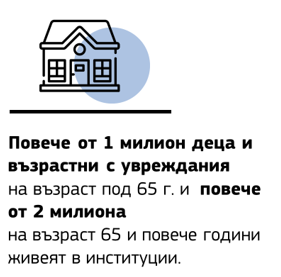 Повече от 1 милион деца и
възрастни с увреждания
на възраст под 65 г. и повече
от 2 милиона
на възраст 65 и повече години
живеят в институции.